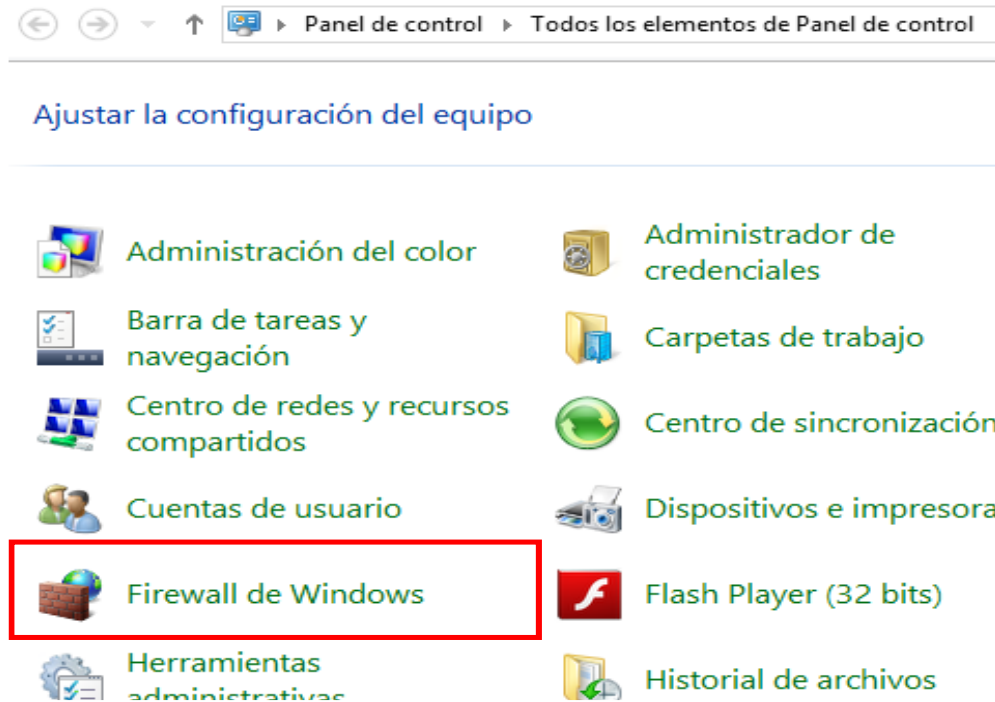 Panel de control Todos los elementos de Panel de control
Ajustar la configuración del equipo
Administración del color
Administrador de
credenciales
Barra de tareas y
navegación
Carpetas de trabajo
Centro de redes y recursos
compartidos
Centro de sincronización
Cuentas de usuario
Dispositivos e impresora
Firewall de Windows
Flash Player (32 bits)
Herramientas
administrativas
Historial de archivos